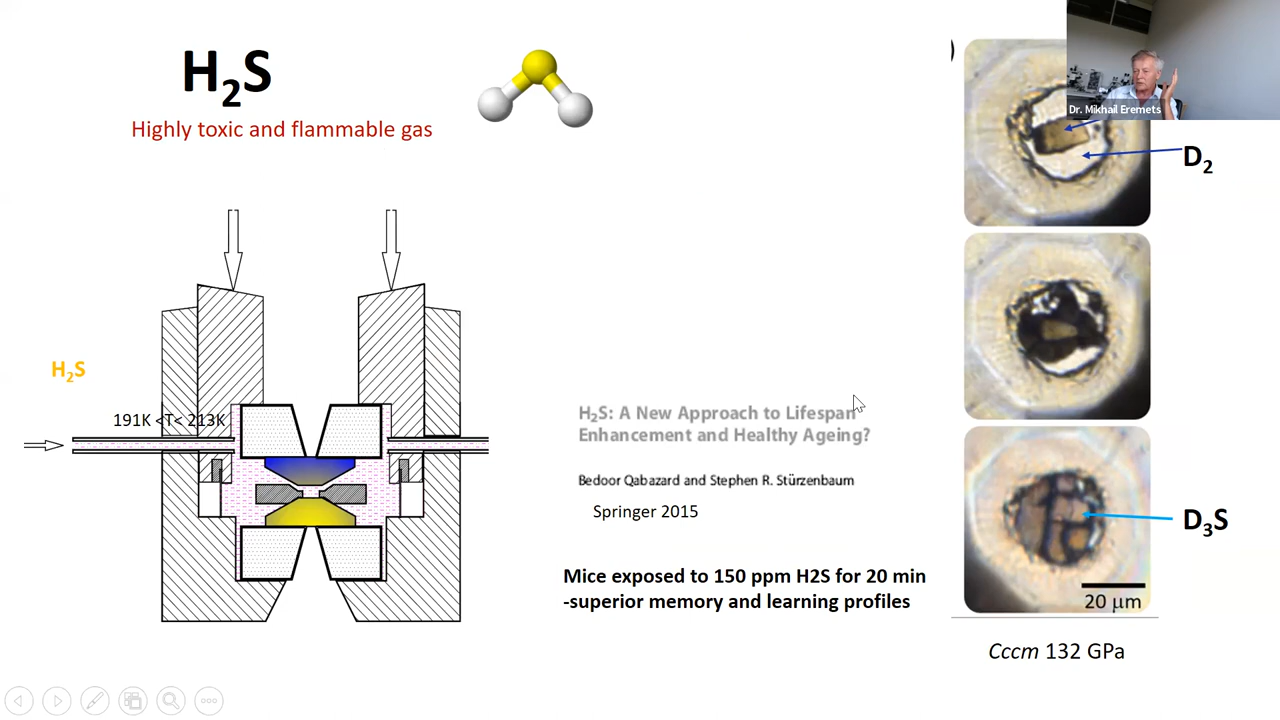 H₂S
Highly toxic and flammable gas
H₂S
191K <T< 213K
H₂S: A New Approach to Lifespan
Enhancement and Healthy Ageing?
Bedoor Qabazard and Stephen R. Stürzenbaum
Springer 2015
Mice exposed to 150 ppm H2S for 20 min
-superior memory and learning profiles
)
Dr. Mikhail Eremets
D₂
D₃S
20 µm
Cccm 132 GPa